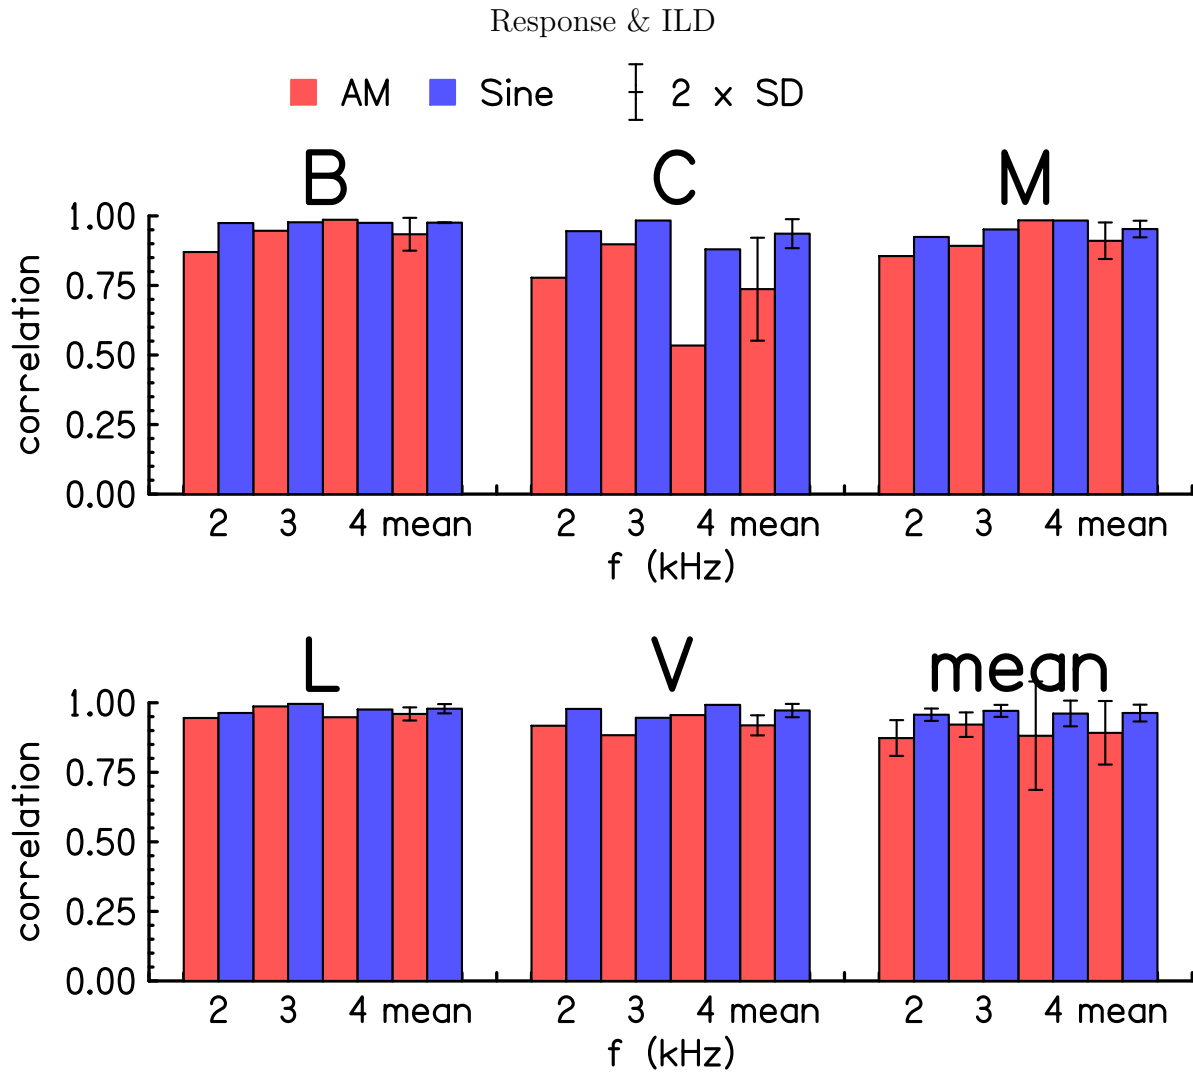 Response & ILD
AM Sine 2 x SD
B C M
1.00
0.75
0.50
0.25
0.00
correlation
2 3 4 mean 2 3 4 mean 2 3 4 mean
f (kHz)
L V mean
1.00
0.75
0.50
0.25
0.00
correlation
2 3 4 mean 2 3 4 mean 2 3 4 mean
f (kHz)